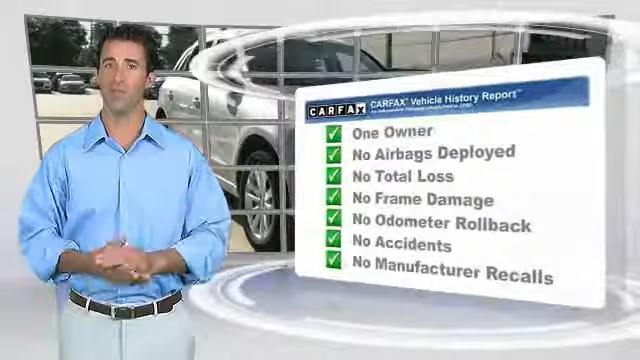 CARFAX CARFAX Vehicle History Report™
One Owner
No Airbags Deployed
No Total Loss
No Frame Damage
No Odometer Rollback
No Accidents
No Manufacturer Recalls